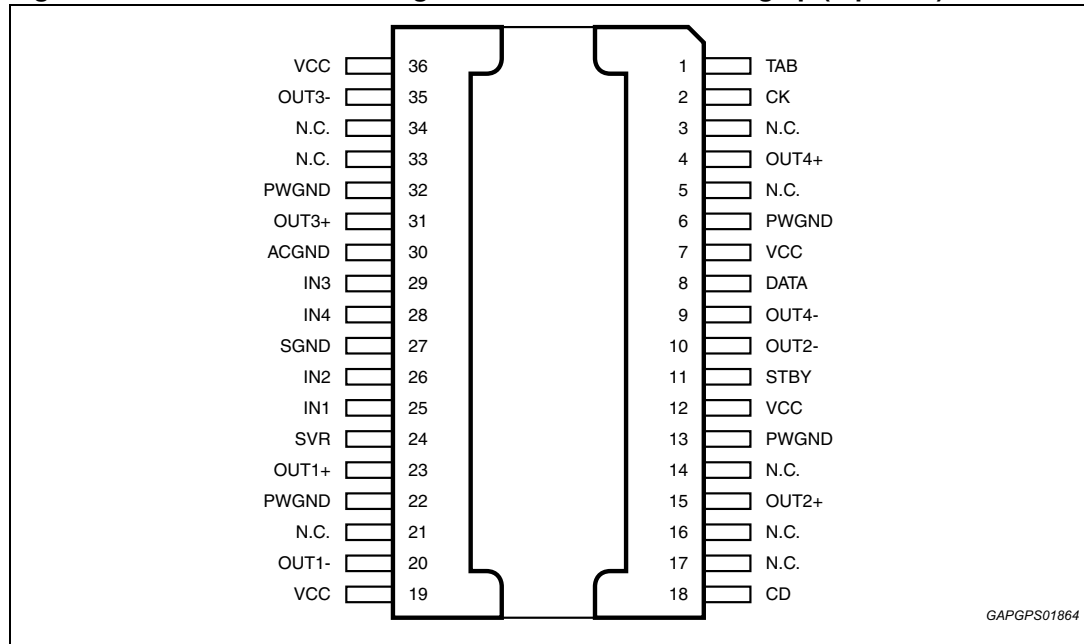 VCC 36 1 TAB
OUT3- 35 2 CK
N.C. 34 3 N.C.
N.C. 33 4 OUT4+
PWGND 32 5 N.C.
OUT3+ 31 6 PWGND
ACGND 30 7 VCC
IN3 29 8 DATA
IN4 28 9 OUT4-
SGND 27 10 OUT2-
IN2 26 11 STBY
IN1 25 12 VCC
SVR 24 13 PWGND
OUT1+ 23 14 N.C.
PWGND 22 15 OUT2+
N.C. 21 16 N.C.
OUT1- 20 17 N.C.
VCC 19 18 CD
GAPGPS01864